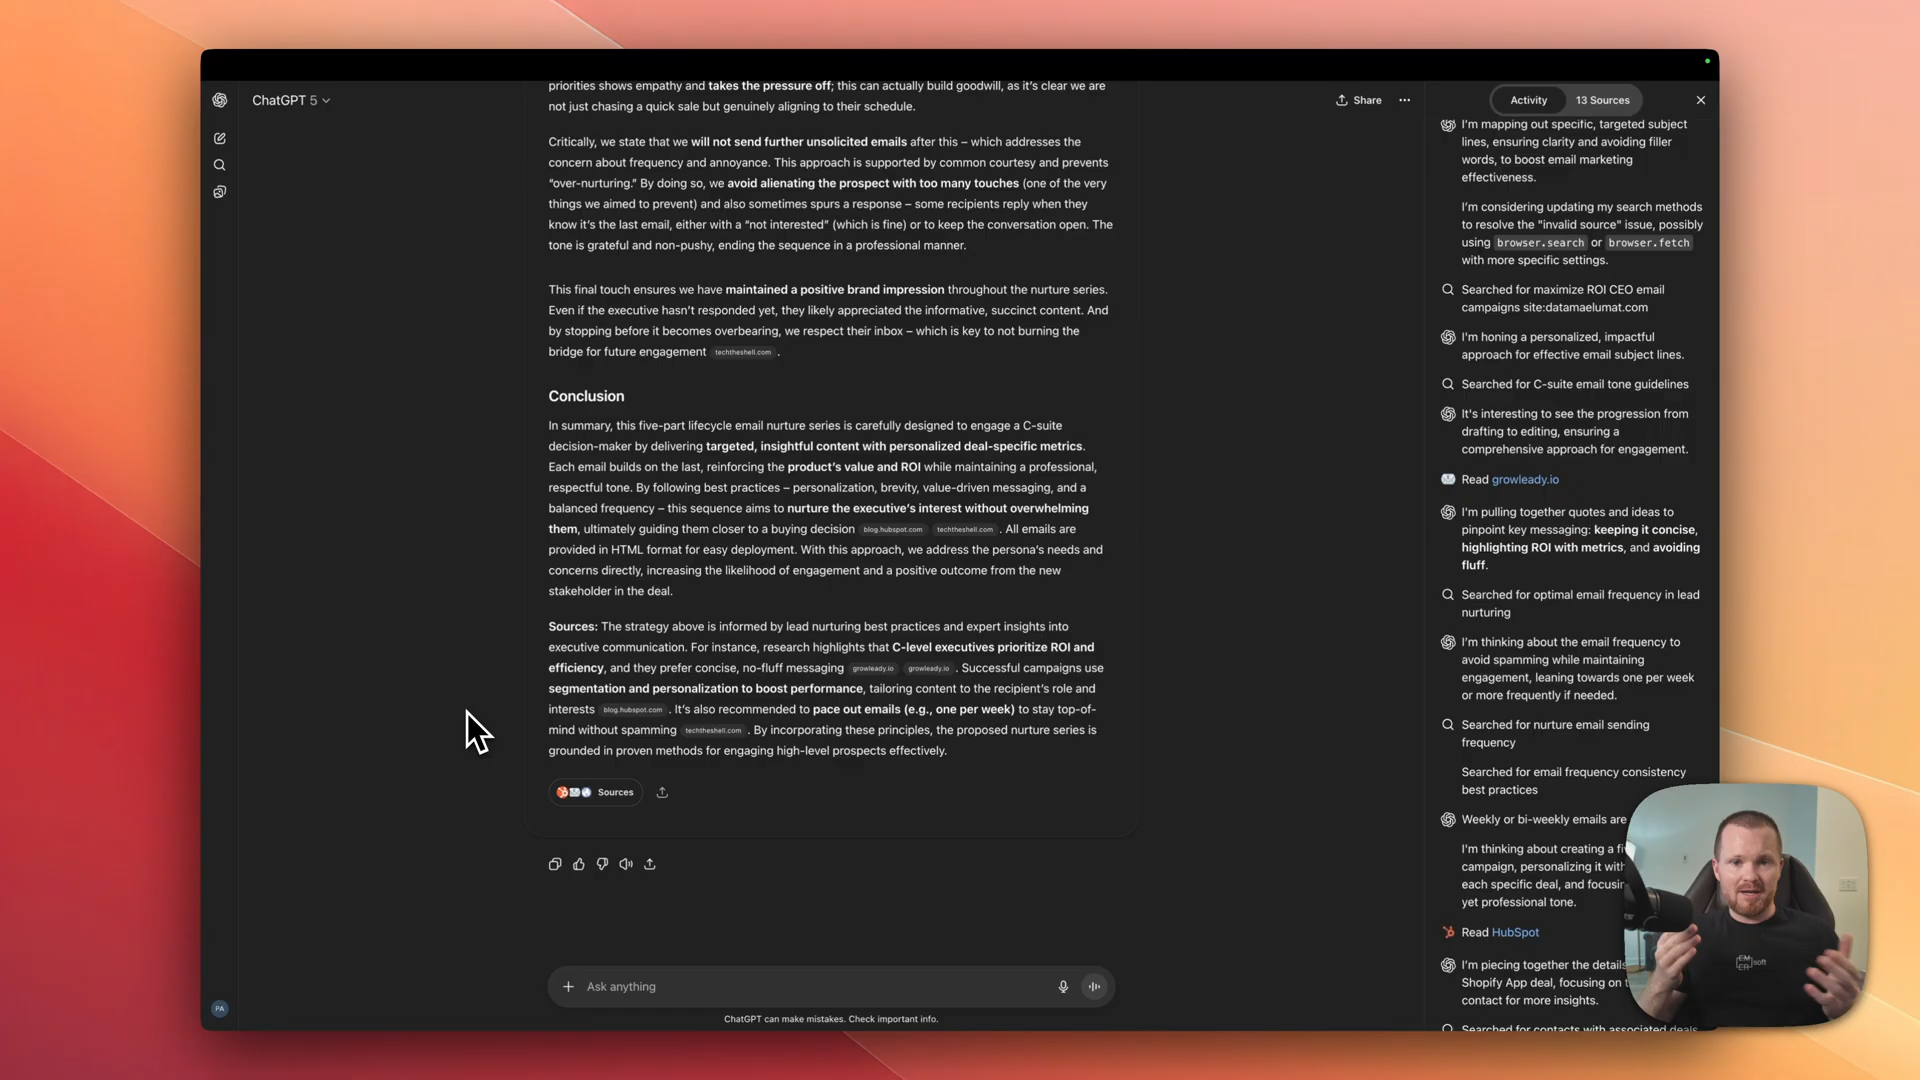 ChatGPT 5
Share
Activity
13 Sources
priorities shows empathy and takes the pressure off; this can actually build goodwill, as it's clear we are
not just chasing a quick sale but genuinely aligning to their schedule.
Critically, we state that we will not send further unsolicited emails after this – which addresses the
concern about frequency and annoyance. This approach is supported by common courtesy and prevents
“over-nurturing.” By doing so, we avoid alienating the prospect with too many touches (one of the very
things we aimed to prevent) and also sometimes spurs a response – some recipients reply when they
know it's the last email, either with a “not interested” (which is fine) or to keep the conversation open. The
tone is grateful and non-pushy, ending the sequence in a professional manner.
This final touch ensures we have maintained a positive brand impression throughout the nurture series.
Even if the executive hasn't responded yet, they likely appreciated the informative, succinct content. And
by stopping before it becomes overbearing, we respect their inbox – which is key to not burning the
bridge for future engagement techtheshell.com .
Conclusion
In summary, this five-part lifecycle email nurture series is carefully designed to engage a C-suite
decision-maker by delivering targeted, insightful content with personalized deal-specific metrics.
Each email builds on the last, reinforcing the product's value and ROI while maintaining a professional,
respectful tone. By following best practices – personalization, brevity, value-driven messaging, and a
balanced frequency – this sequence aims to nurture the executive's interest without overwhelming
them, ultimately guiding them closer to a buying decision blog.hubspot.com techtheshell.com . All emails are
provided in HTML format for easy deployment. With this approach, we address the persona's needs and
concerns directly, increasing the likelihood of engagement and a positive outcome from the new
stakeholder in the deal.
Sources: The strategy above is informed by lead nurturing best practices and expert insights into
executive communication. For instance, research highlights that C-level executives prioritize ROI and
efficiency, and they prefer concise, no-fluff messaging growleady.io growleady.io . Successful campaigns use
segmentation and personalization to boost performance, tailoring content to the recipient's role and
interests blog.hubspot.com . It's also recommended to pace out emails (e.g., one per week) to stay top-of-
mind without spamming techtheshell.com . By incorporating these principles, the proposed nurture series is
grounded in proven methods for engaging high-level prospects effectively.
Sources
Ask anything
ChatGPT can make mistakes. Check important info.
PA
I'm mapping out specific, targeted subject
lines, ensuring clarity and avoiding filler
words, to boost email marketing
effectiveness.
I'm considering updating my search methods
to resolve the "invalid source" issue, possibly
using browser.search or browser.fetch
with more specific settings.
Searched for maximize ROI CEO email
campaigns site:datamaelumat.com
I'm honing a personalized, impactful
approach for effective email subject lines.
Searched for C-suite email tone guidelines
It's interesting to see the progression from
drafting to editing, ensuring a
comprehensive approach for engagement.
Read growleady.io
I'm pulling together quotes and ideas to
pinpoint key messaging: keeping it concise,
highlighting ROI with metrics, and avoiding
fluff.
Searched for optimal email frequency in lead
nurturing
I'm thinking about the email frequency to
avoid spamming while maintaining
engagement, leaning towards one per week
or more frequently if needed.
Searched for nurture email sending
frequency
Searched for email frequency consistency
best practices
Weekly or bi-weekly emails are
I'm thinking about creating a fi
campaign, personalizing it with
each specific deal, and focusin
yet professional tone.
Read HubSpot
I'm piecing together the details
Shopify App deal, focusing on t
contact for more insights.
Searched for contacts with associated deals